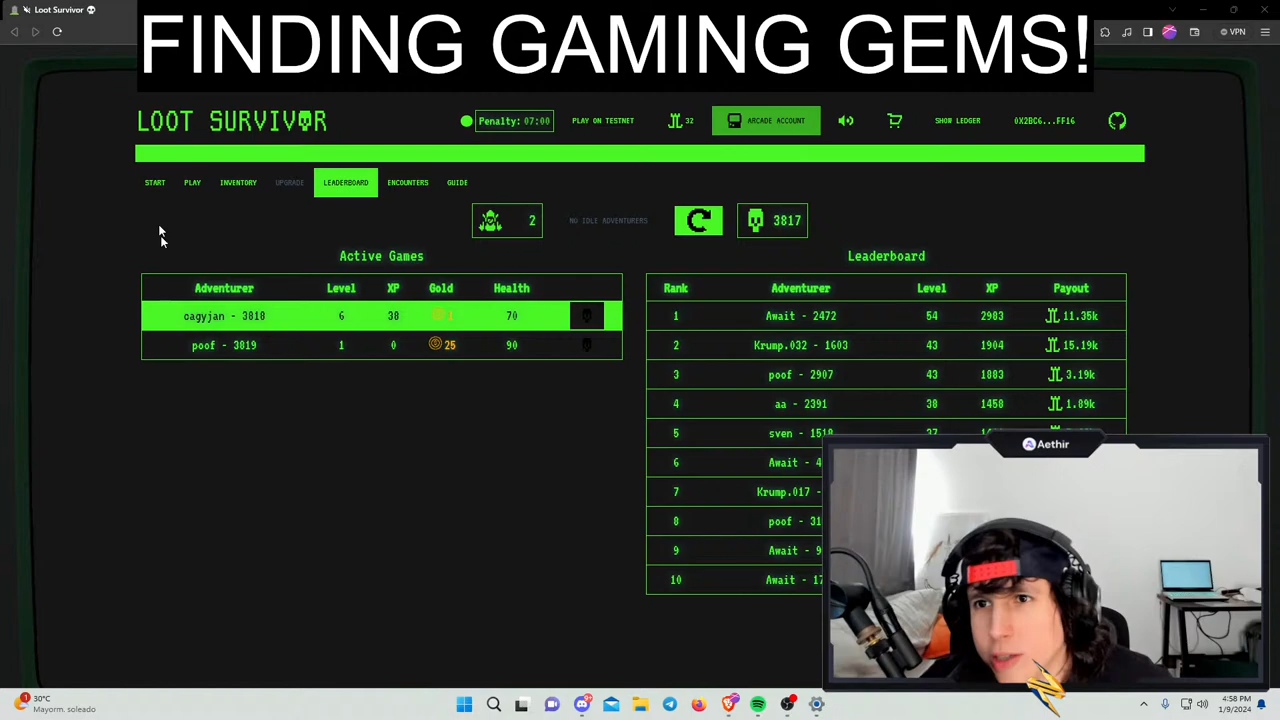 Loot Survivor
FINDING GAMING GEMS!
VPN
LOOT SURVIVOR
Penalty: 07:00
PLAY ON TESTNET
32
ARCADE ACCOUNT
SHOW LEDGER
0X2BC6...FF16
START PLAY INVENTORY UPGRADE LEADERBOARD ENCOUNTERS GUIDE
2
NO IDLE ADVENTURERS
3817
Active Games
Adventurer Level XP Gold Health
cagyjan - 3818 6 38 1 70
poof - 3819 1 0 25 90
Leaderboard
Rank Adventurer Level XP Payout
1 Await - 2472 54 2983 11.35k
2 Krump.032 - 1603 43 1904 15.19k
3 poof - 2907 43 1883 3.19k
4 aa - 2391 38 1458 1.89k
5 sven - 1510
6 Await - 4
7 Krump.017 -
8 poof - 31
9 Await - 9
10 Await - 17
Aethir
30°C
Mayorm. soleado
4:58 PM
1/9/2024